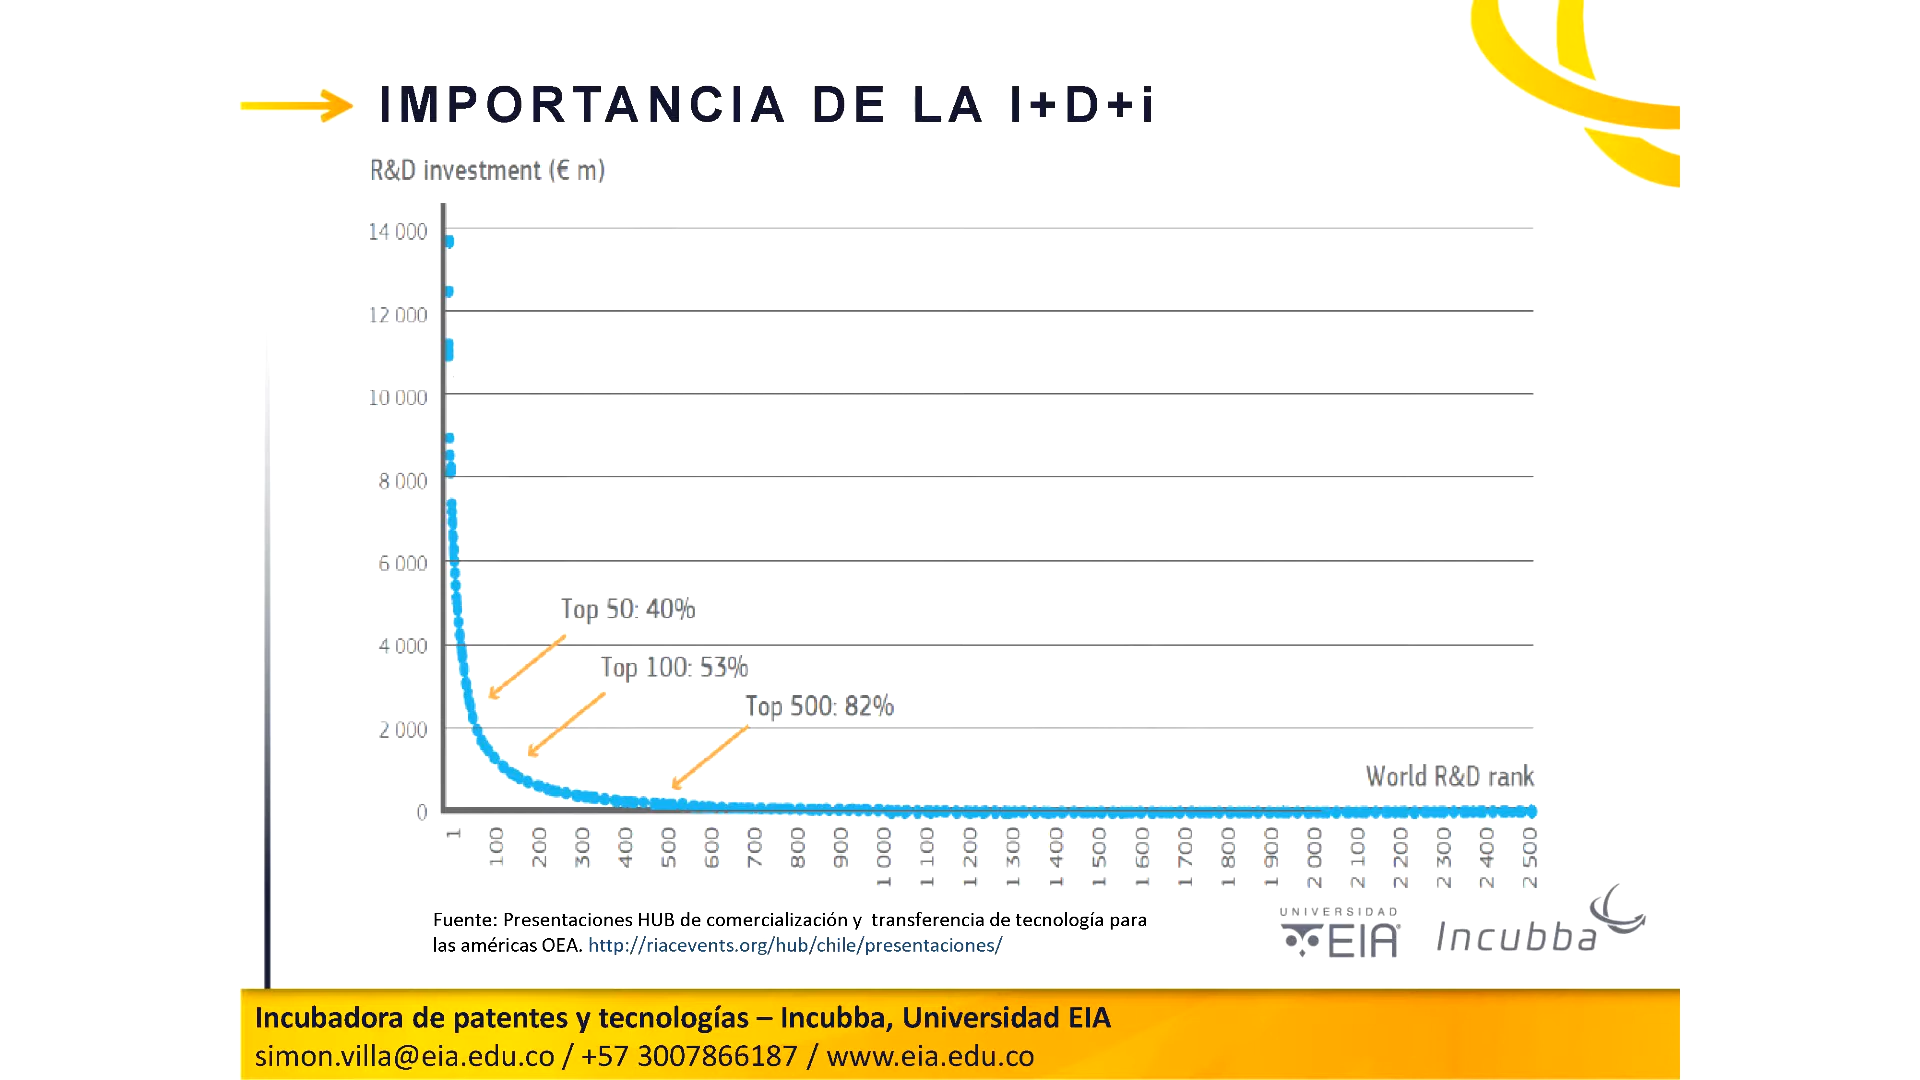 IMPORTANCIA DE LA I+D+i
R&D investment (€ m)
14 000
12 000
10 000
8 000
6 000
4 000
2 000
0
Top 50: 40%
Top 100: 53%
Top 500: 82%
World R&D rank
1
100
200
300
400
500
600
700
800
900
1 000
1 100
1 200
1 300
1 400
1 500
1 600
1 700
1 800
1 900
2 000
2 100
2 200
2 300
2 400
2 500
Fuente: Presentaciones HUB de comercialización y transferencia de tecnología para
las américas OEA. http://riacevents.org/hub/chile/presentaciones/
UNIVERSIDAD
EIA
Incubba
Incubadora de patentes y tecnologías – Incubba, Universidad EIA
simon.villa@eia.edu.co / +57 3007866187 / www.eia.edu.co